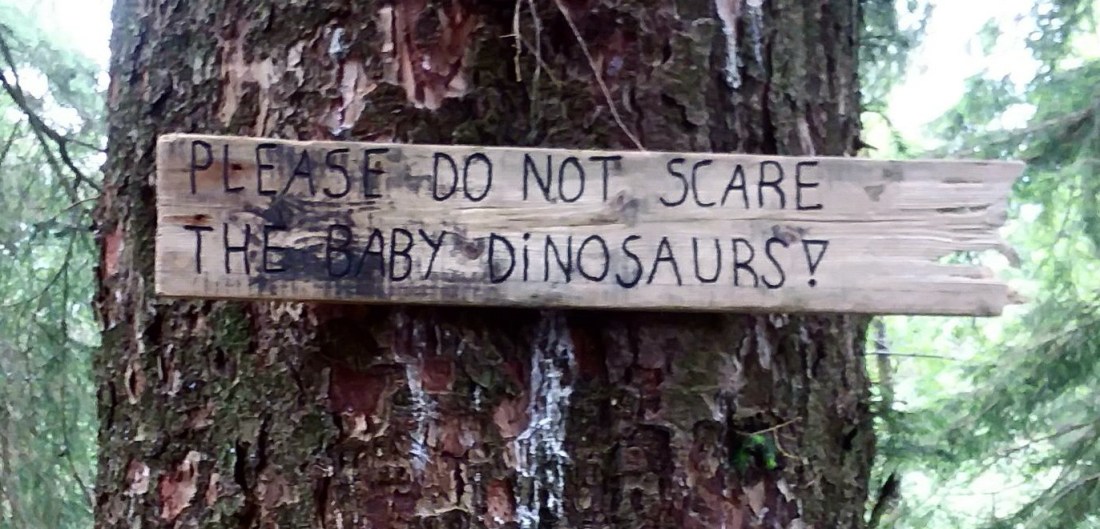 PLEASE DO NOT SCARE
THE BABY DiNOSAURS!